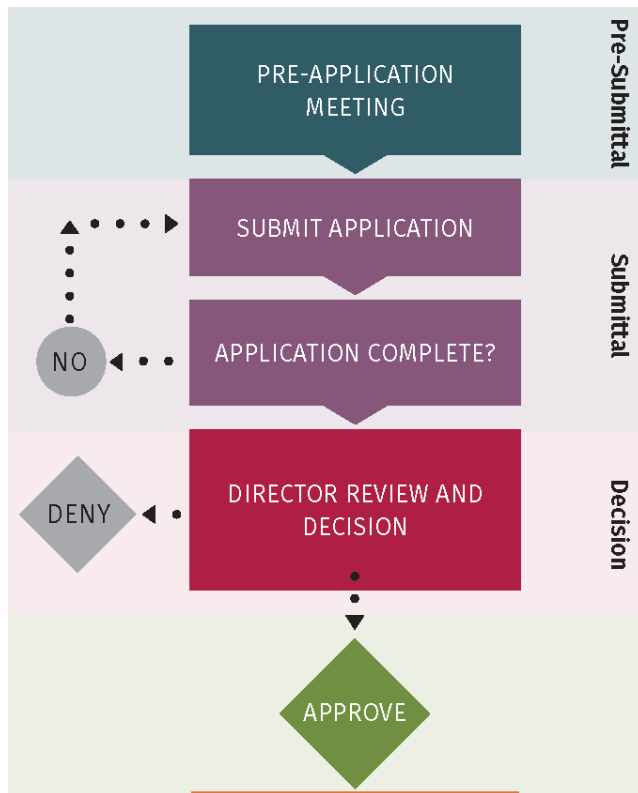 PRE-APPLICATION
MEETING
Pre-Submittal
SUBMIT APPLICATION
Submittal
NO
APPLICATION COMPLETE?
DENY
DIRECTOR REVIEW AND
DECISION
Decision
APPROVE